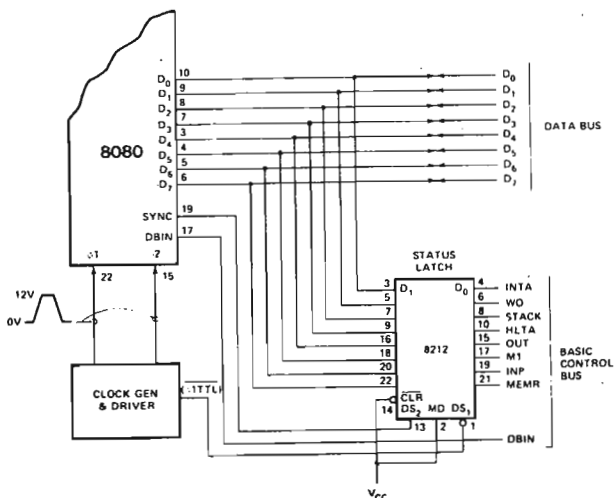 8080
D0 10
D1 9
D2 8
D3 7
D4 3
D5 4
D6 5
D7 6
SYNC 19
DBIN 17
D0
D1
D2
D3
D4
D5
D6
D7
DATA BUS
ϕ1 ϕ2
22 15
12V
0V
CLOCK GEN
& DRIVER
STATUS
LATCH
8212
3 D1
5
7
9
16
18
20
22
D0 4 INTA
6 WO
8 STACK
10 HLTA
15 OUT
17 M1
19 INP
21 MEMR
BASIC
CONTROL
BUS
CLR
14
DS2 MD DS1
13 2 1
DBIN
VCC